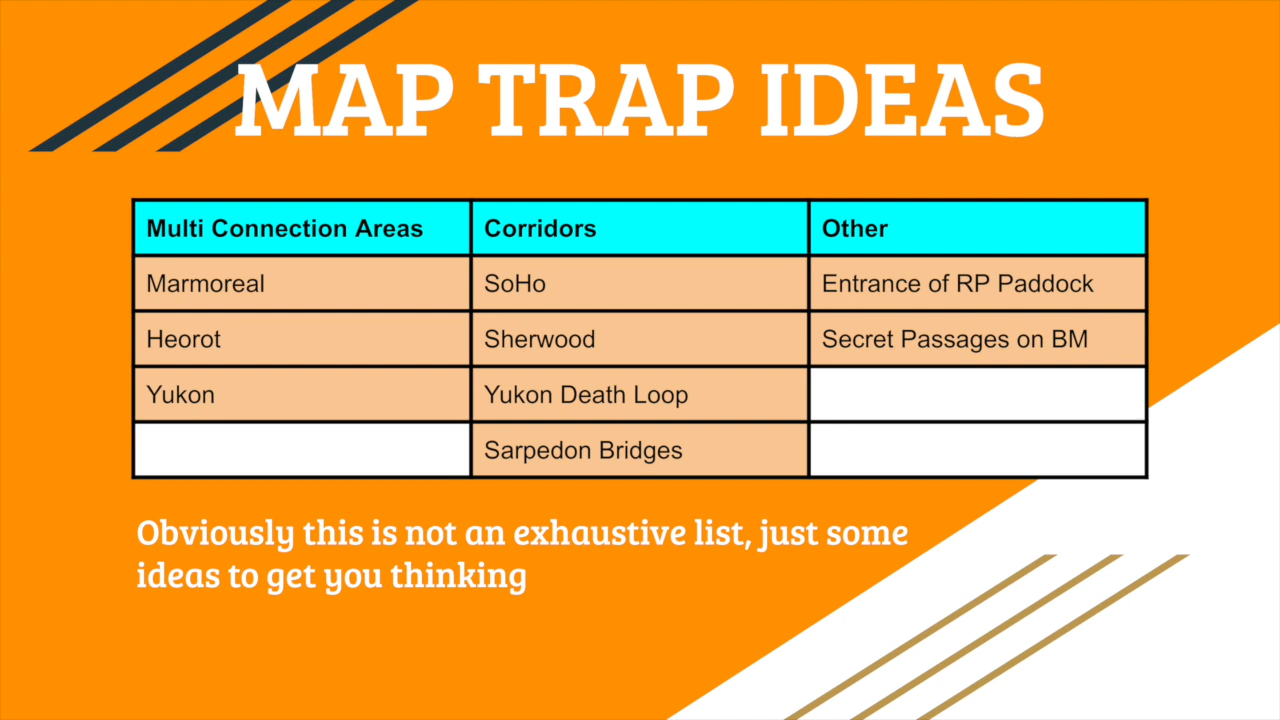 MAP TRAP IDEAS
Multi Connection Areas Corridors Other
Marmoreal SoHo Entrance of RP Paddock
Heorot Sherwood Secret Passages on BM
Yukon Yukon Death Loop
Sarpedon Bridges
Obviously this is not an exhaustive list, just some
ideas to get you thinking